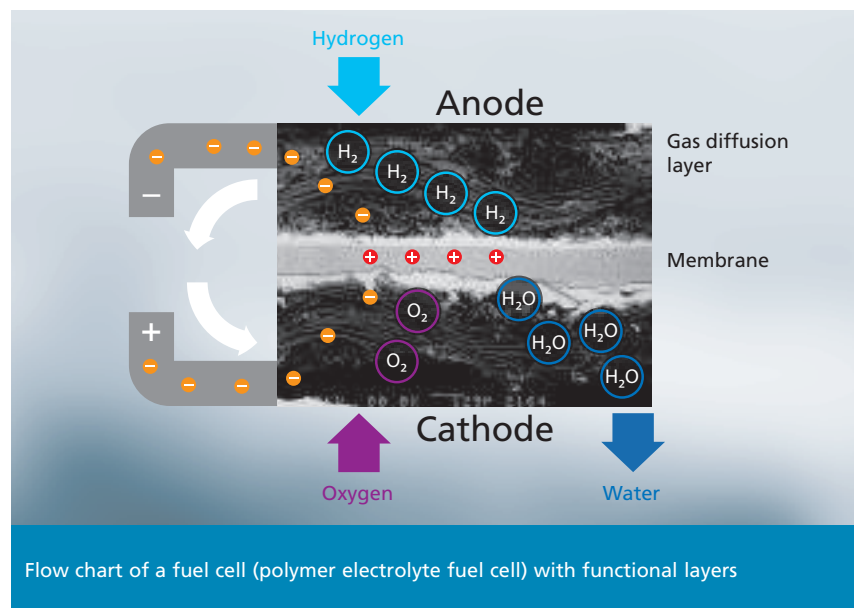 Hydrogen
Anode
Gas diffusion
layer
H₂
H₂
H₂
H₂
−
Membrane
+
O₂
O₂
H₂O
H₂O
H₂O
H₂O
Cathode
Oxygen
Water
Flow chart of a fuel cell (polymer electrolyte fuel cell) with functional layers